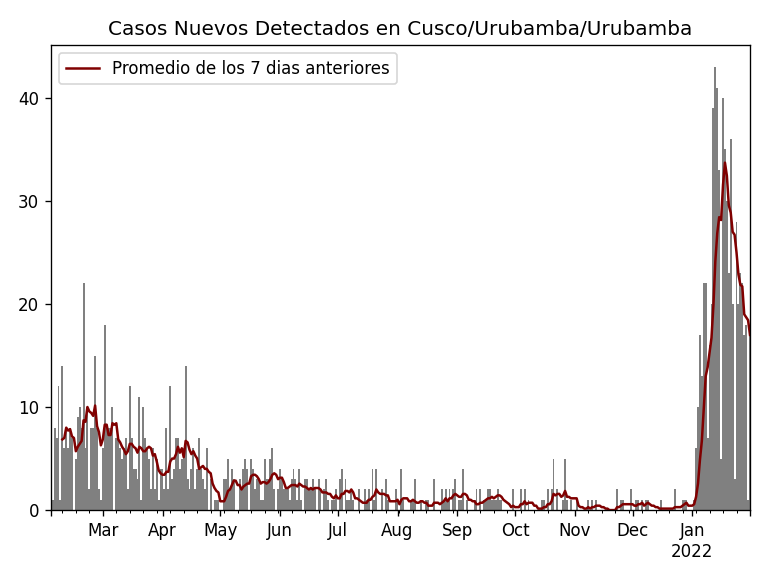 Casos Nuevos Detectados en Cusco/Urubamba/Urubamba
Promedio de los 7 dias anteriores
40
30
20
10
0
Mar Apr May Jun Jul Aug Sep Oct Nov Dec Jan
2022